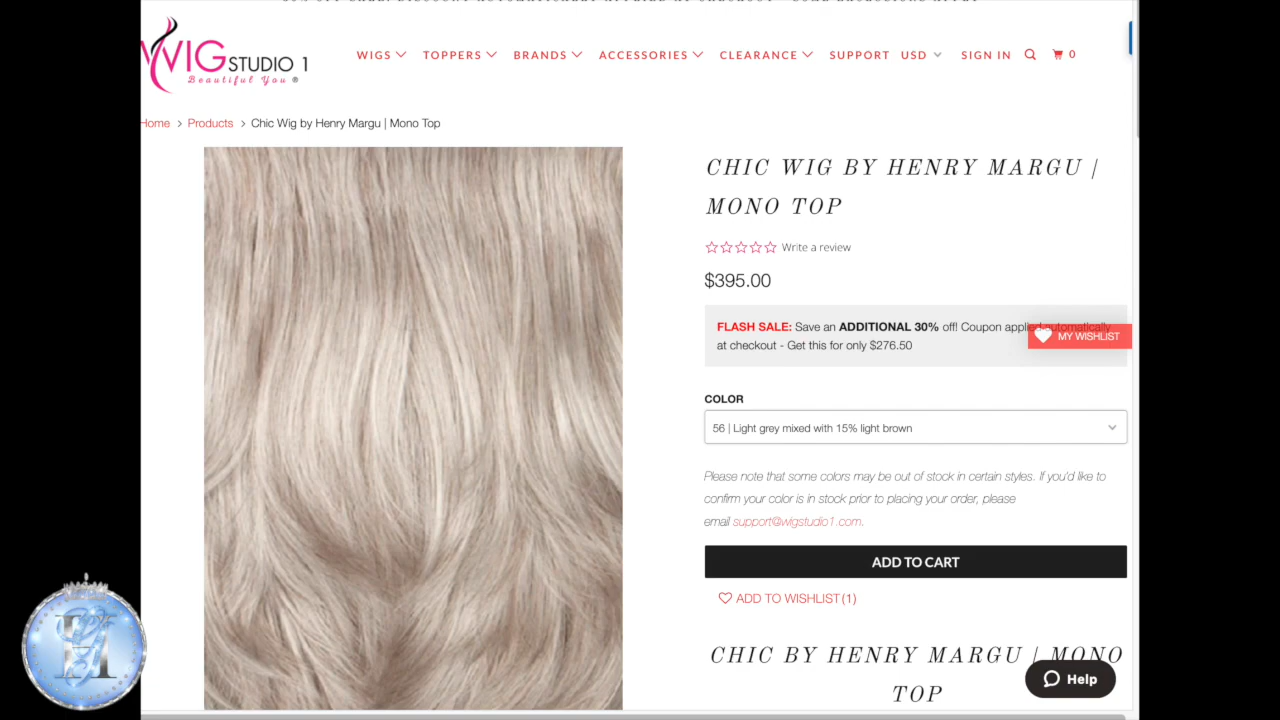 WIG STUDIO 1
Beautiful You ®
WIGS TOPPERS BRANDS ACCESSORIES CLEARANCE SUPPORT USD SIGN IN 0
Home > Products > Chic Wig by Henry Margu | Mono Top
CHIC WIG BY HENRY MARGU |
MONO TOP
Write a review
$395.00
FLASH SALE: Save an ADDITIONAL 30% off! Coupon applied automatically
at checkout - Get this for only $276.50
MY WISHLIST
COLOR
56 | Light grey mixed with 15% light brown
Please note that some colors may be out of stock in certain styles. If you'd like to
confirm your color is in stock prior to placing your order, please
email support@wigstudio1.com.
ADD TO CART
ADD TO WISHLIST (1)
CHIC BY HENRY MARGU | MONO
TOP
Help